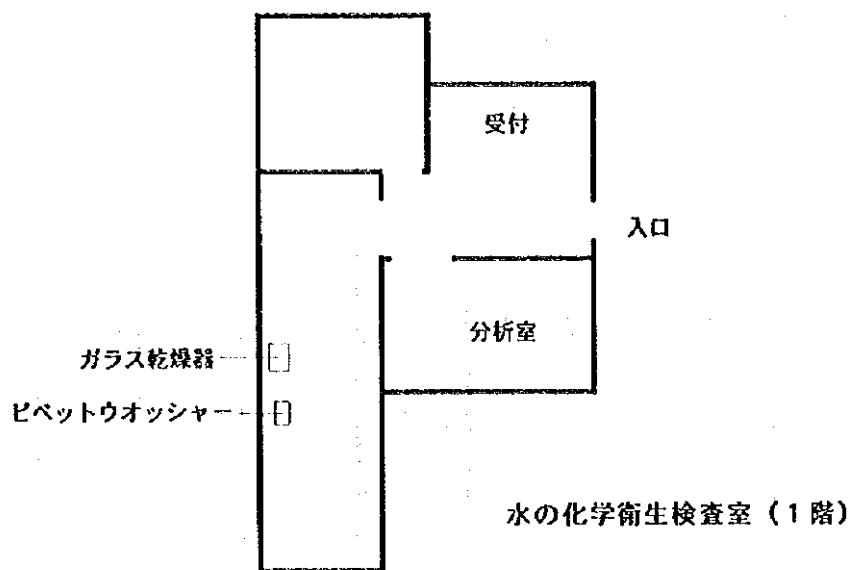 受付
入口
分析室
ガラス乾燥器
ピペットウオッシャー
水の化学衛生検査室（1階）